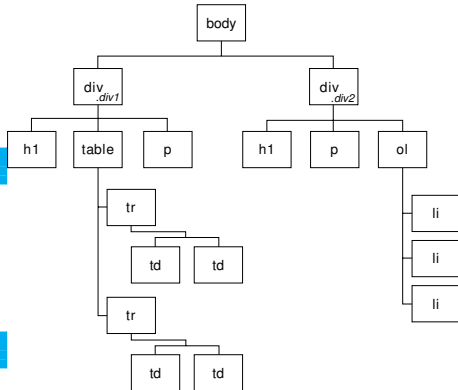 body
div .div1
div .div2
h1
table
p
h1
p
ol
tr
li
td
td
li
tr
li
td
td